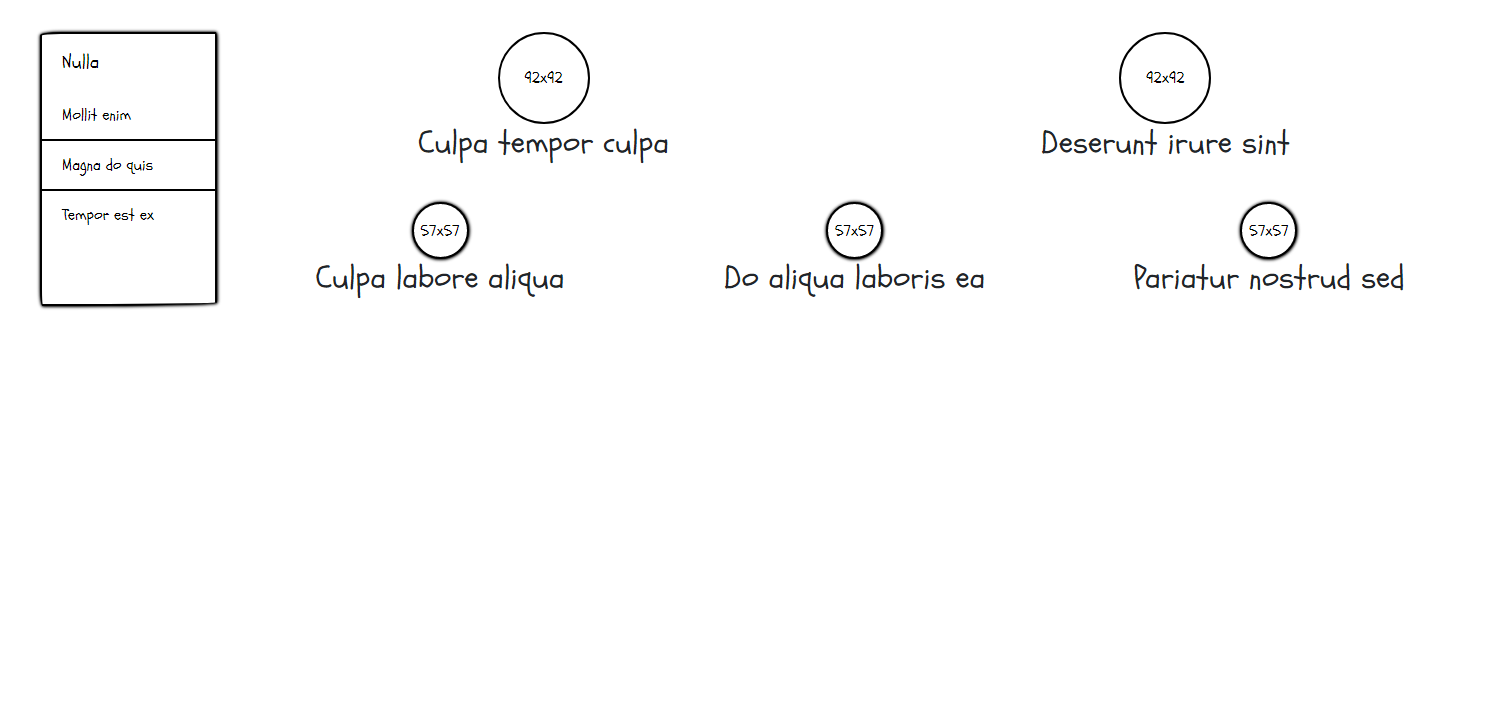 Nulla
Mollit enim
Magna do quis
Tempor est ex
92x92
Culpa tempor culpa
92x92
Deserunt irure sint
57x57
Culpa labore aliqua
57x57
Do aliqua laboris ea
57x57
Pariatur nostrud sed